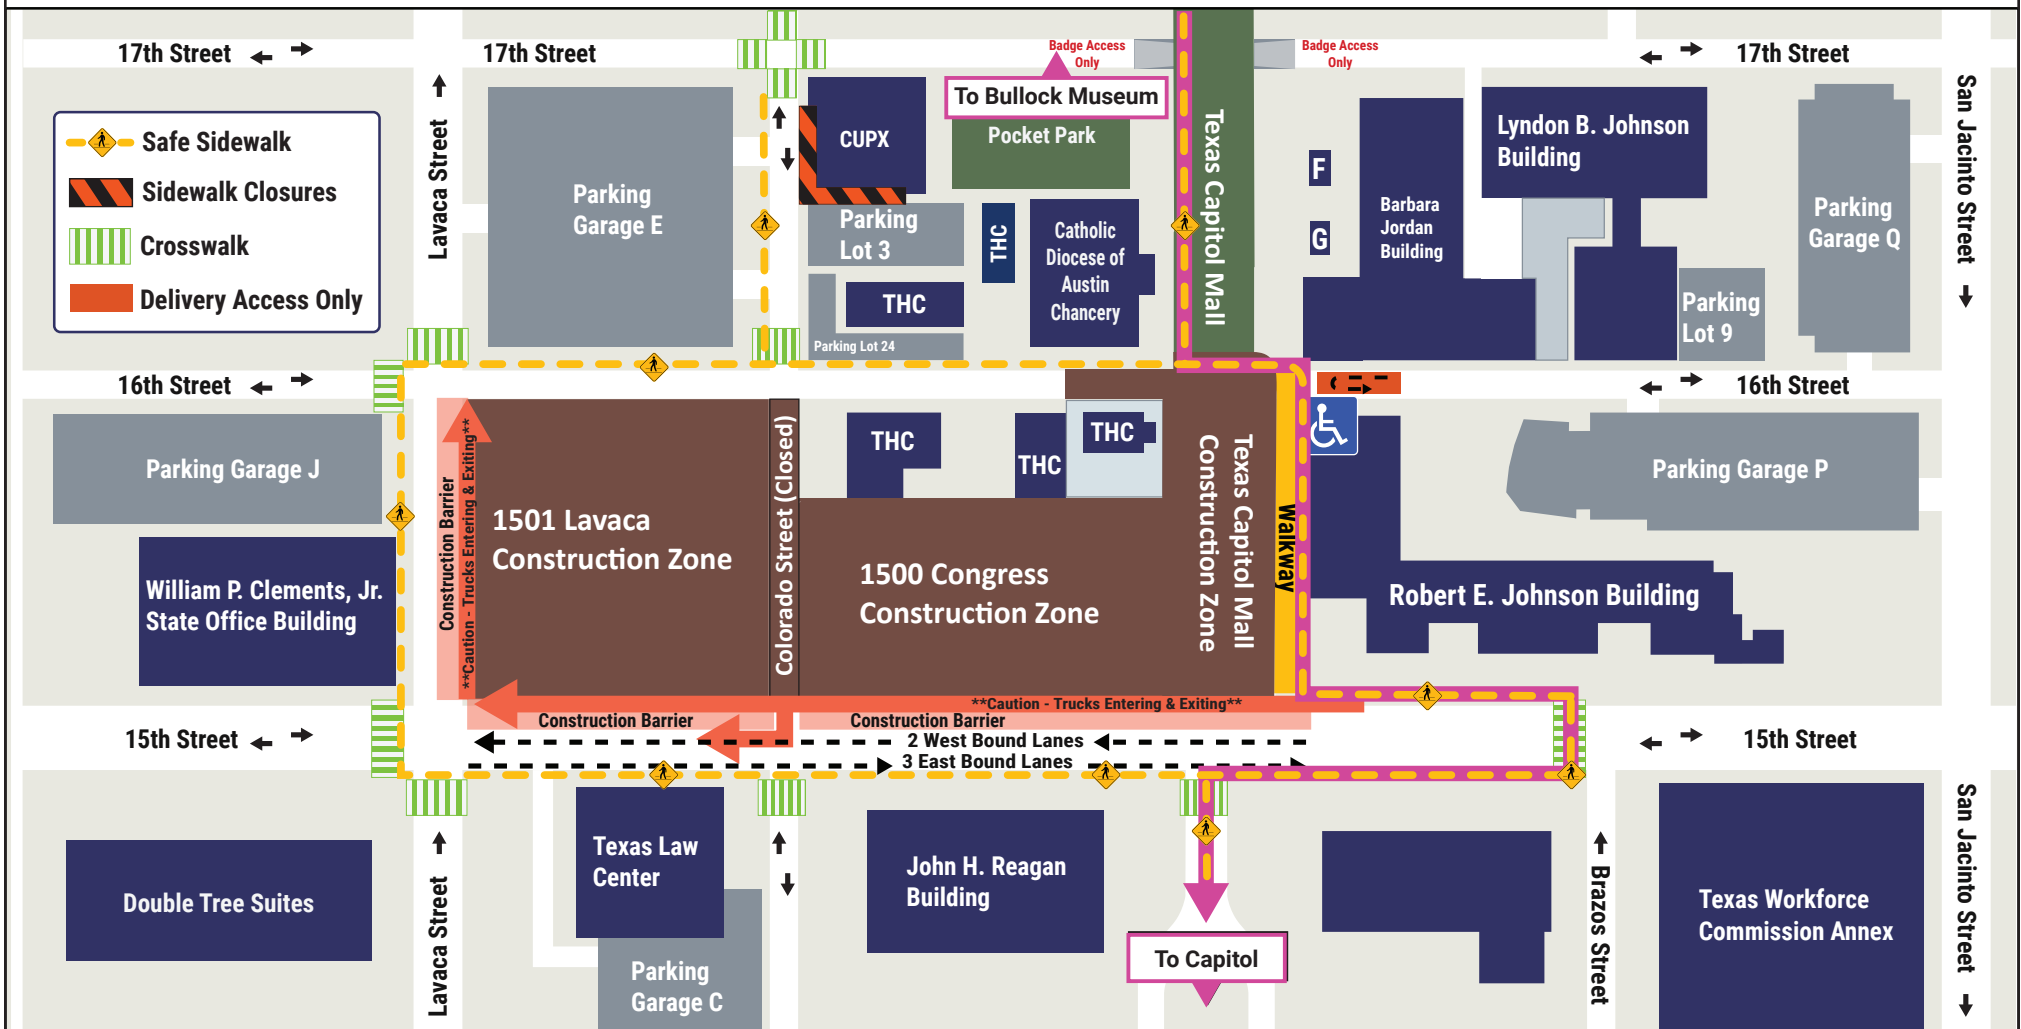 17th Street
17th Street
Badge Access
Only
Badge Access
Only
17th Street
To Bullock Museum
Safe Sidewalk
Sidewalk Closures
Crosswalk
Delivery Access Only
Lavaca Street
Parking
Garage E
CUPX
Pocket Park
Parking
Lot 3
THC
THC
Parking Lot 24
Catholic
Diocese of
Austin
Chancery
Texas Capitol Mall
F
G
Barbara
Jordan
Building
Lyndon B. Johnson
Building
Parking
Lot 9
Parking
Garage Q
San Jacinto Street
16th Street
16th Street
Parking Garage J
William P. Clements, Jr.
State Office Building
Construction Barrier
**Caution - Trucks Entering & Exiting**
1501 Lavaca
Construction Zone
Colorado Street (Closed)
THC
THC
THC
1500 Congress
Construction Zone
Texas Capitol Mall
Construction Zone
Walkway
Parking Garage P
Robert E. Johnson Building
**Caution - Trucks Entering & Exiting**
Construction Barrier
Construction Barrier
15th Street
2 West Bound Lanes
3 East Bound Lanes
15th Street
Double Tree Suites
Lavaca Street
Texas Law
Center
Parking
Garage C
John H. Reagan
Building
To Capitol
Brazos Street
Texas Workforce
Commission Annex
San Jacinto Street